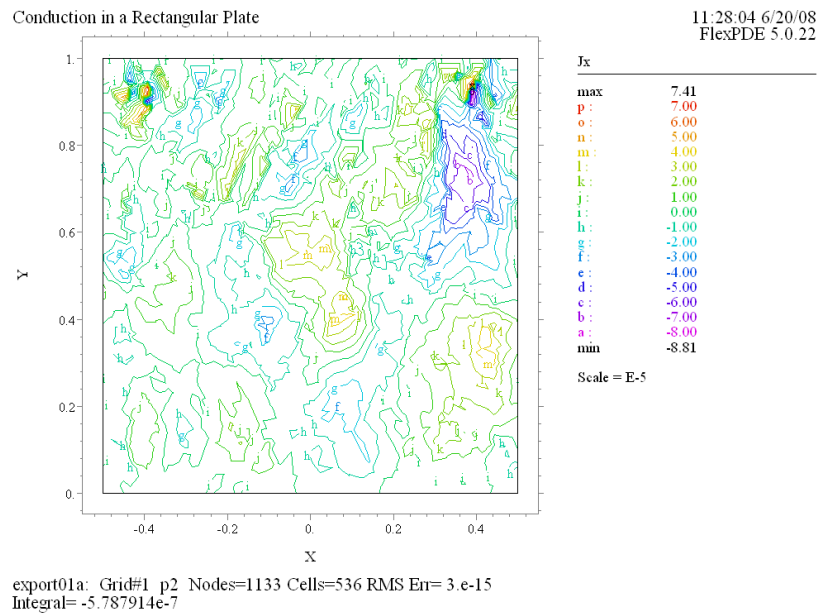 Conduction in a Rectangular Plate
11:28:04 6/20/08
FlexPDE 5.0.22
Jx
max 7.41
p : 7.00
o : 6.00
n : 5.00
m : 4.00
l : 3.00
k : 2.00
j : 1.00
i : 0.00
h : -1.00
g : -2.00
f : -3.00
e : -4.00
d : -5.00
c : -6.00
b : -7.00
a : -8.00
min -8.81
Scale = E-5
1.
0.8
0.6
0.4
0.2
0.
Y
-0.4 -0.2 0. 0.2 0.4
X
export01a: Grid#1 p2 Nodes=1133 Cells=536 RMS Err= 3.e-15
Integral= -5.787914e-7